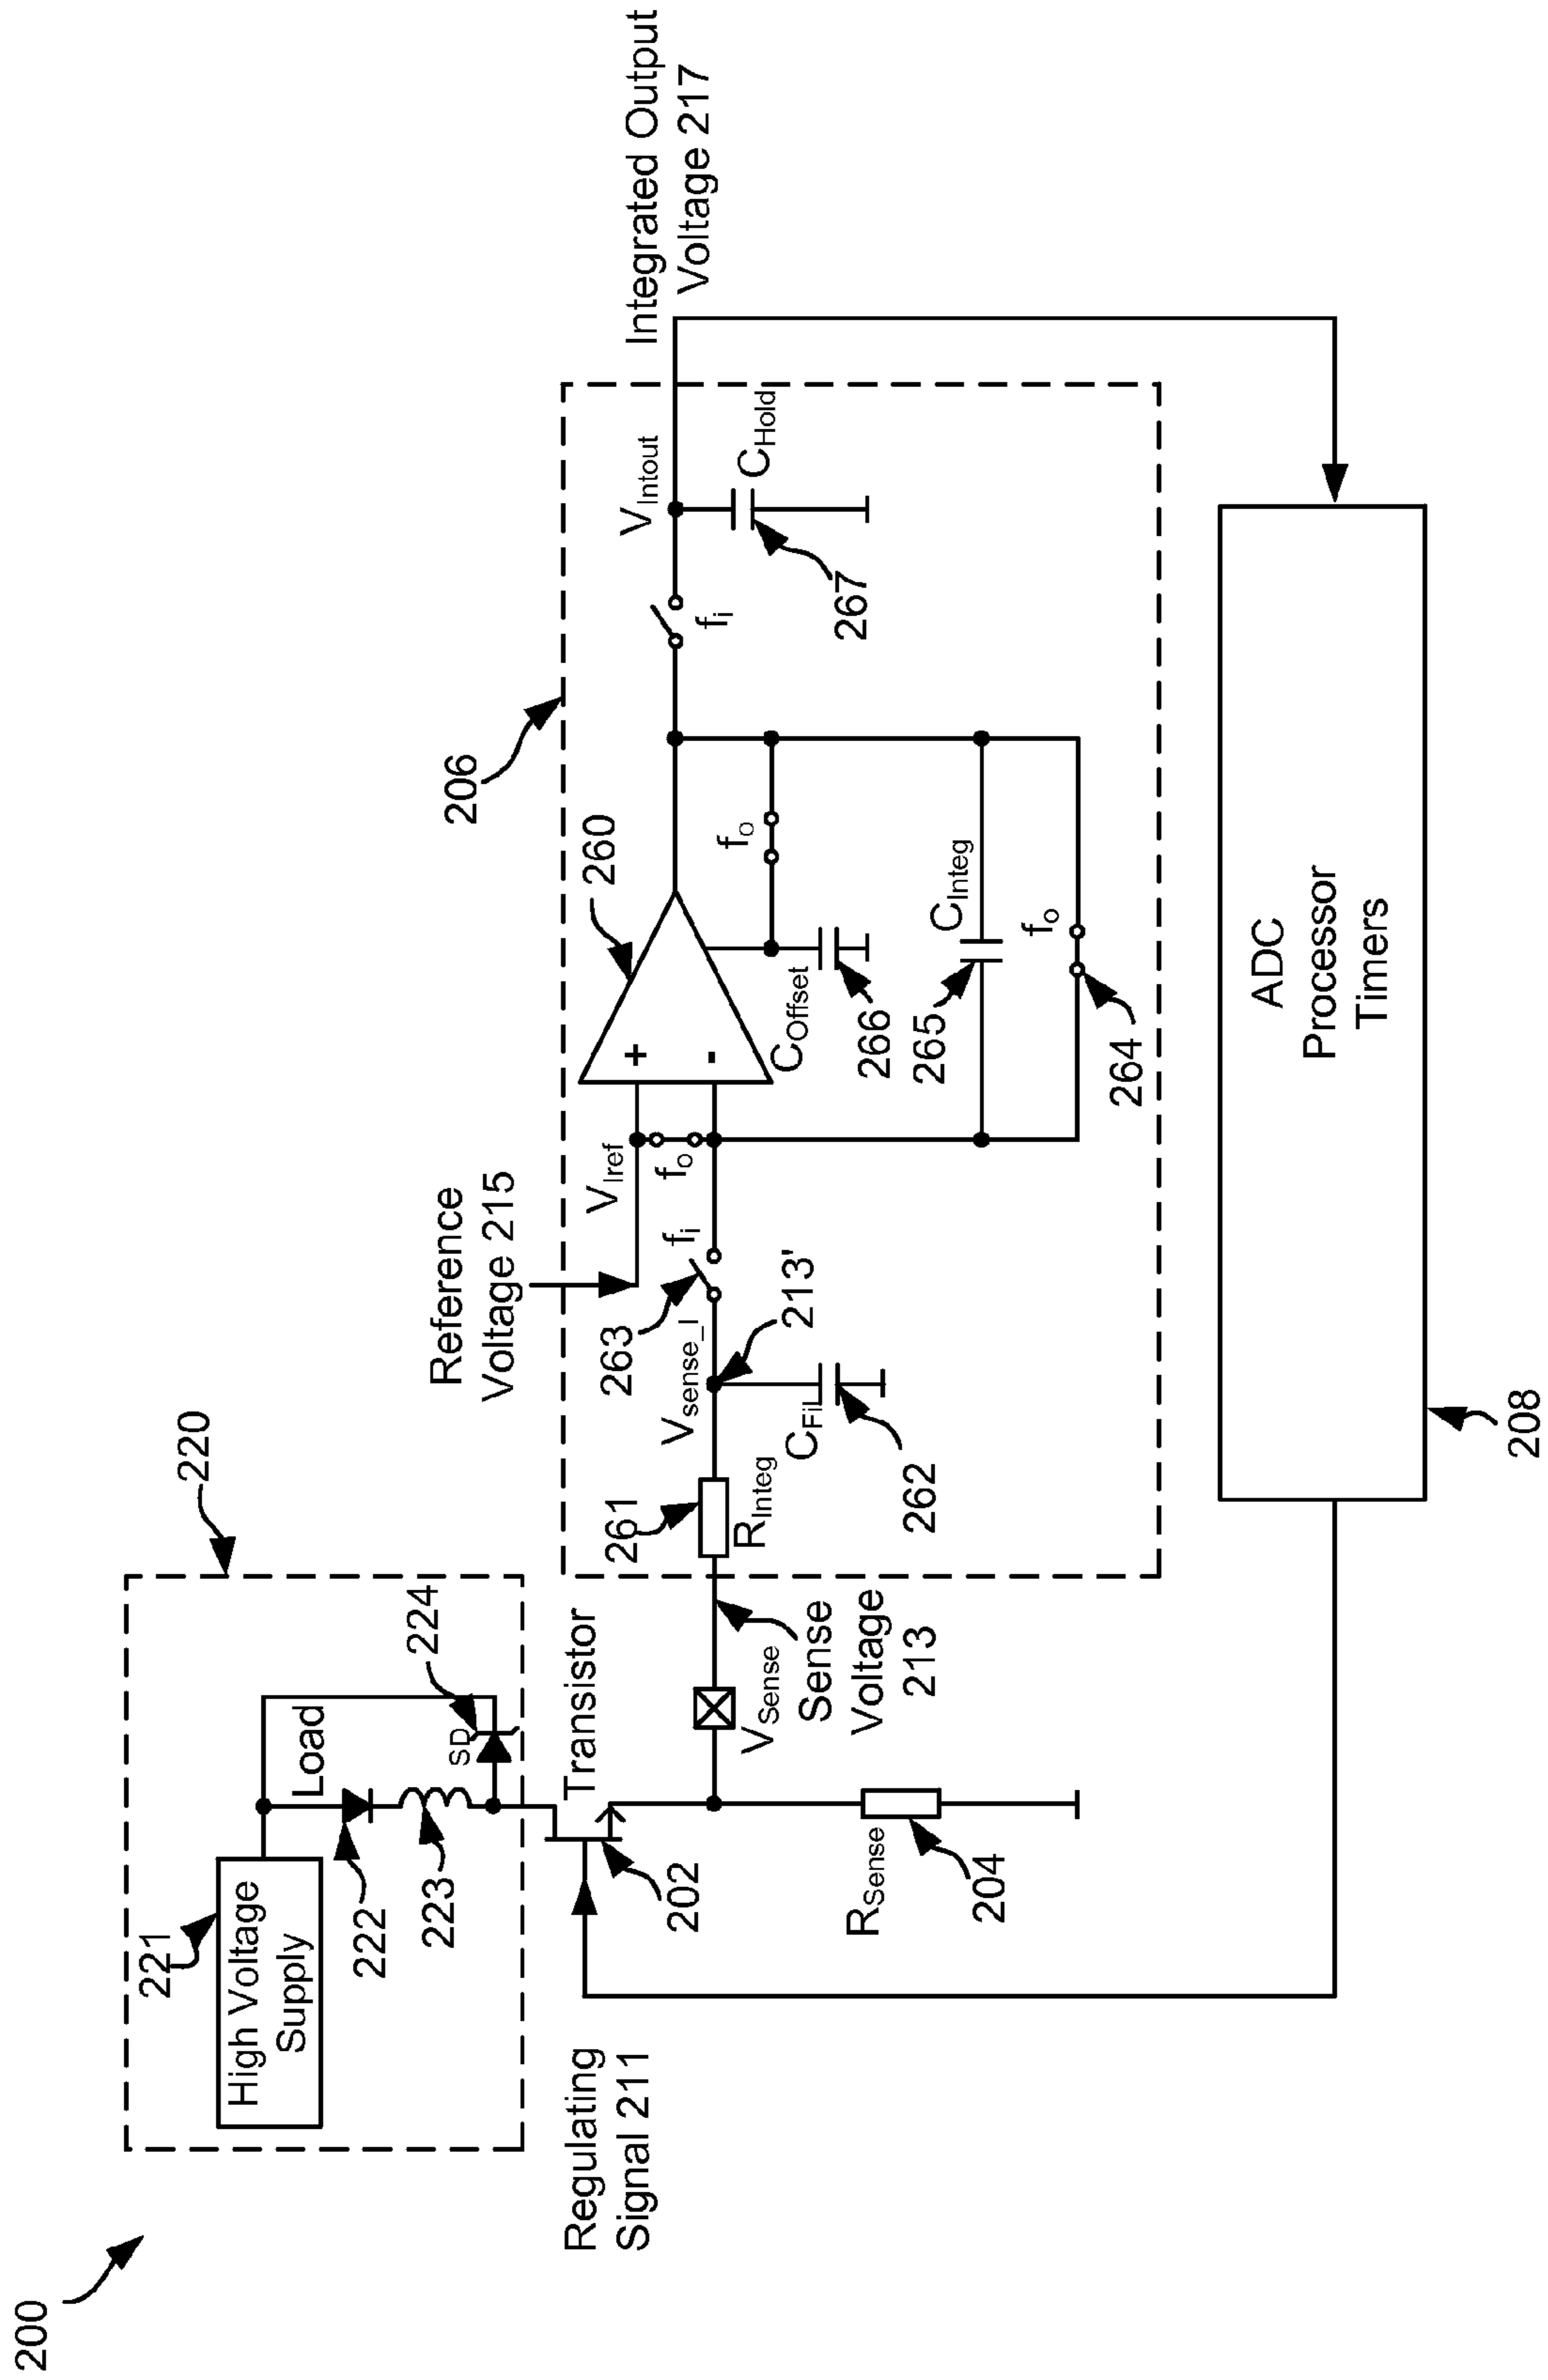 200
220
221
High Voltage
Supply
Load
222
223
SD
224
Regulating
Signal 211
Transistor
202
R_Sense
204
V_Sense
Sense
Voltage
213
206
Reference
Voltage 215
261
R_Integ
V_sense_I
C_FiL
262
263
213'
f_i
V_Iref
f_o
260
+
-
C_Offset
266
f_o
C_Integ
265
f_o
264
f_i
V_Intout
C_Hold
267
Integrated Output
Voltage 217
ADC
Processor
Timers
208